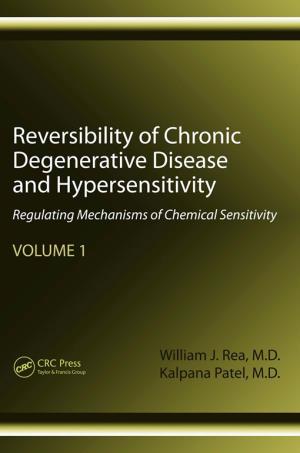 Reversibility of Chronic
Degenerative Disease
and Hypersensitivity
Regulating Mechanisms of Chemical Sensitivity
VOLUME 1
CRC
CRC Press
Taylor & Francis Group
William J. Rea, M.D.
Kalpana Patel, M.D.